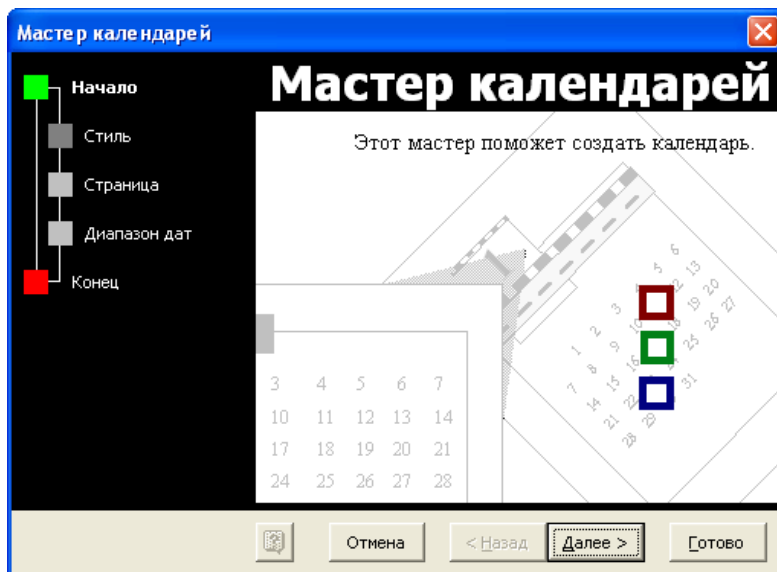 Мастер календарей
Начало
Стиль
Страница
Диапазон дат
Конец
Мастер календарей
Этот мастер поможет создать календарь.
3 4 5 6 7
10 11 12 13 14
17 18 19 20 21
24 25 26 27 28
Отмена
< Назад
Далее >
Готово